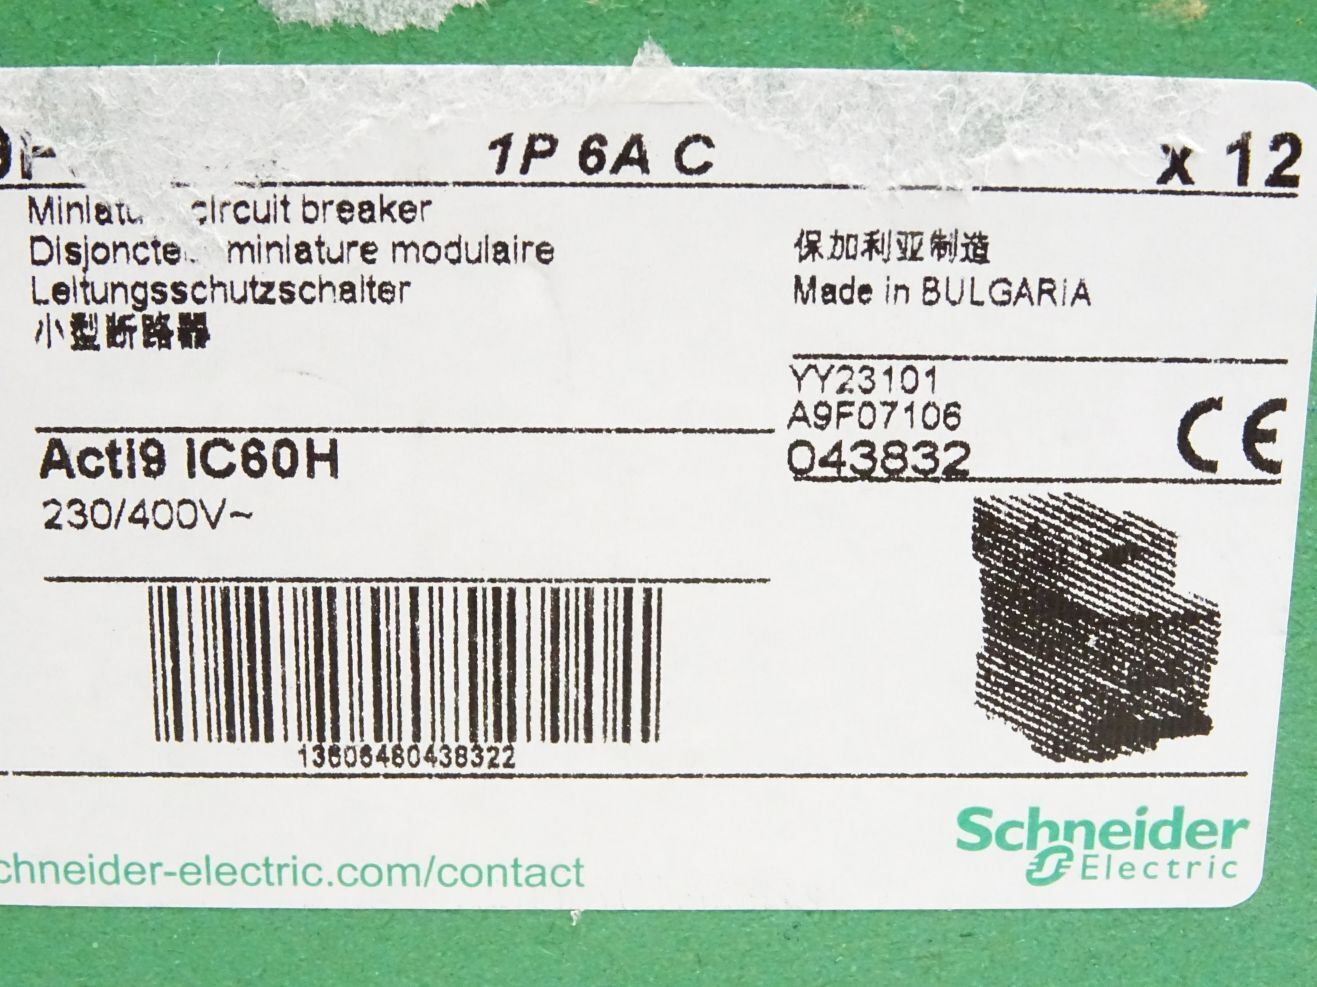 1P 6A C
x 12
circuit breaker
miniature modulaire
Leitungsschutzschalter
小型断路器
保加利亚制造
Made in BULGARIA
YY23101
A9F07106
043832
CE
Acti9 iC60H
230/400V~
13606480438322
chneider-electric.com/contact
Schneider
Electric